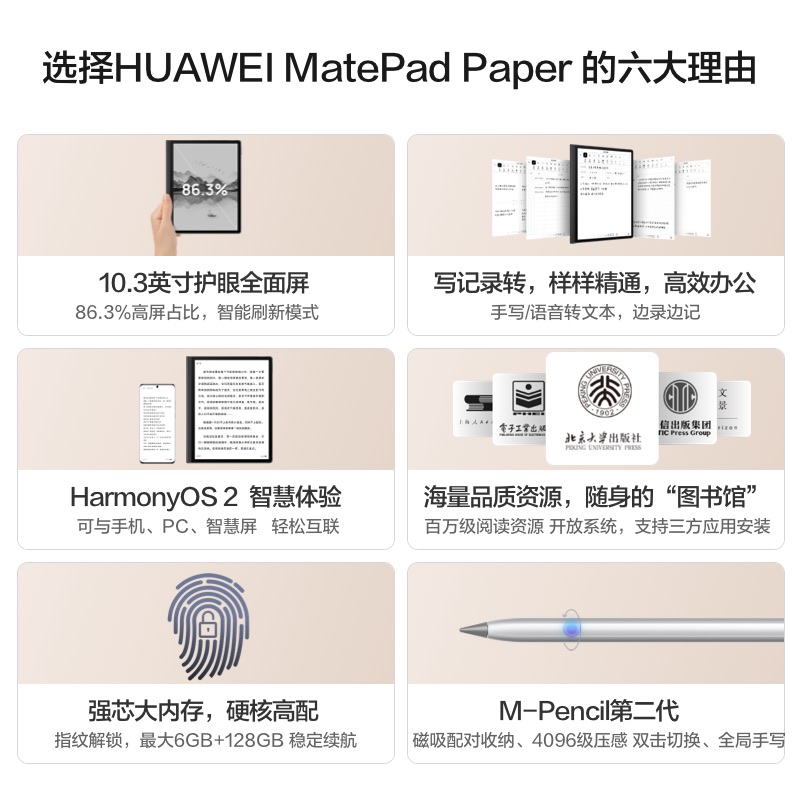 选择HUAWEI MatePad Paper 的六大理由
86.3%
10.3英寸护眼全面屏
86.3%高屏占比，智能刷新模式
写记录转，样样精通，高效办公
手写/语音转文本，边录边记
HarmonyOS 2 智慧体验
可与手机、PC、智慧屏 轻松互联
PEKING UNIVERSITY PRESS
·1902·
北京大学出版社
PEKING UNIVERSITY PRESS
电子工业出版
信出版集团
TIC Press Group
海量品质资源，随身的“图书馆”
百万级阅读资源 开放系统，支持三方应用安装
强芯大内存，硬核高配
指纹解锁，最大6GB+128GB 稳定续航
M-Pencil第二代
磁吸配对收纳、4096级压感 双击切换、全局手写